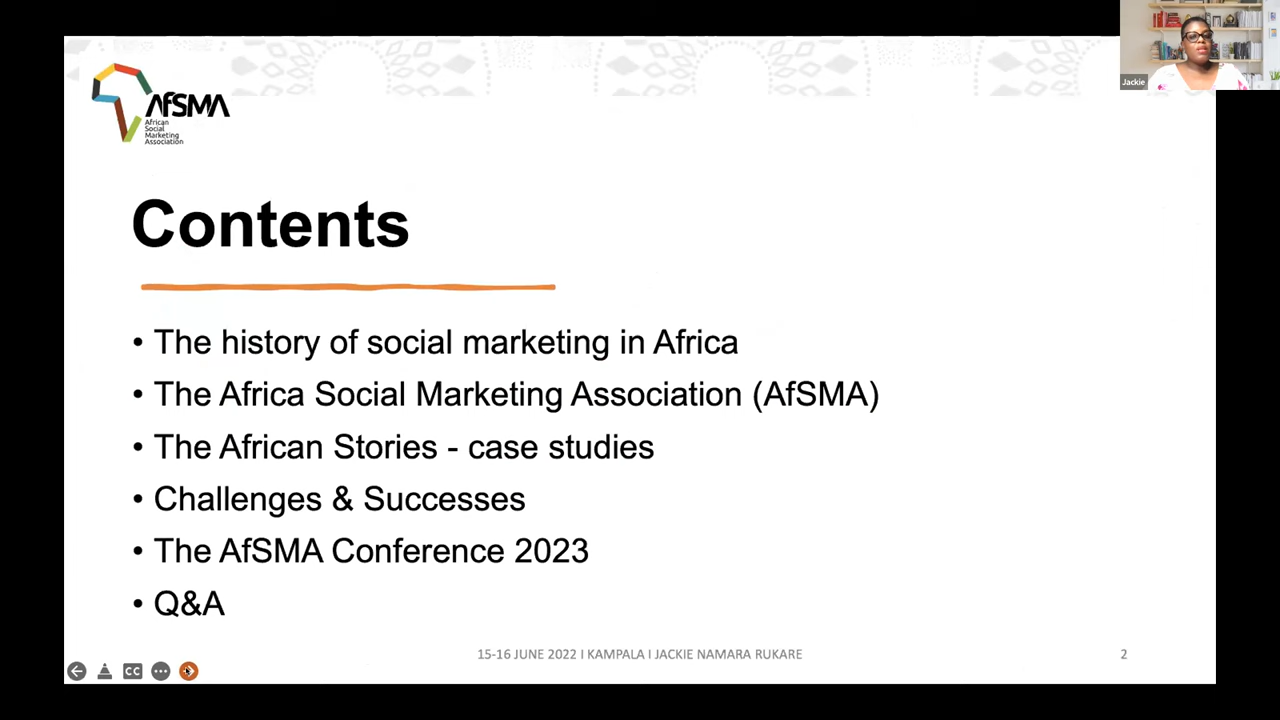 Jackie
AfSMA
African
Social
Marketing
Association
Contents
• The history of social marketing in Africa
• The Africa Social Marketing Association (AfSMA)
• The African Stories - case studies
• Challenges & Successes
• The AfSMA Conference 2023
• Q&A
15-16 JUNE 2022 I KAMPALA I JACKIE NAMARA RUKARE
2
CC